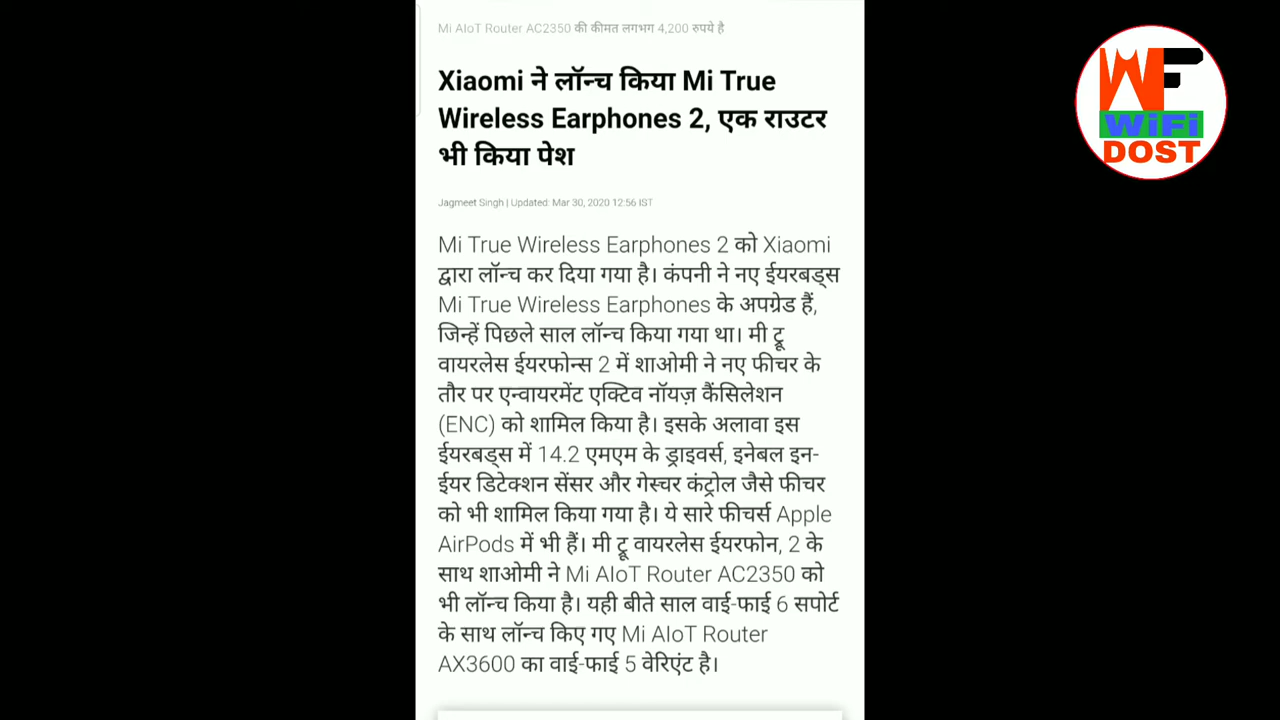 Mi AIoT Router AC2350 की कीमत लगभग 4,200 रुपये है
Xiaomi ने लॉन्च किया Mi True
Wireless Earphones 2, एक राउटर
भी किया पेश
Jagmeet Singh | Updated: Mar 30, 2020 12:56 IST
Mi True Wireless Earphones 2 को Xiaomi
द्वारा लॉन्च कर दिया गया है। कंपनी ने नए ईयरबड्स
Mi True Wireless Earphones के अपग्रेड हैं,
जिन्हें पिछले साल लॉन्च किया गया था। मी ट्रू
वायरलेस ईयरफोन्स 2 में शाओमी ने नए फीचर के
तौर पर एन्वायरमेंट एक्टिव नॉयज़ कैंसिलेशन
(ENC) को शामिल किया है। इसके अलावा इस
ईयरबड्स में 14.2 एमएम के ड्राइवर्स, इनेबल इन-
ईयर डिटेक्शन सेंसर और गेस्चर कंट्रोल जैसे फीचर
को भी शामिल किया गया है। ये सारे फीचर्स Apple
AirPods में भी हैं। मी ट्रू वायरलेस ईयरफोन, 2 के
साथ शाओमी ने Mi AIoT Router AC2350 को
भी लॉन्च किया है। यही बीते साल वाई-फाई 6 सपोर्ट
के साथ लॉन्च किए गए Mi AIoT Router
AX3600 का वाई-फाई 5 वेरिएंट है।
WF
WiFi
DOST